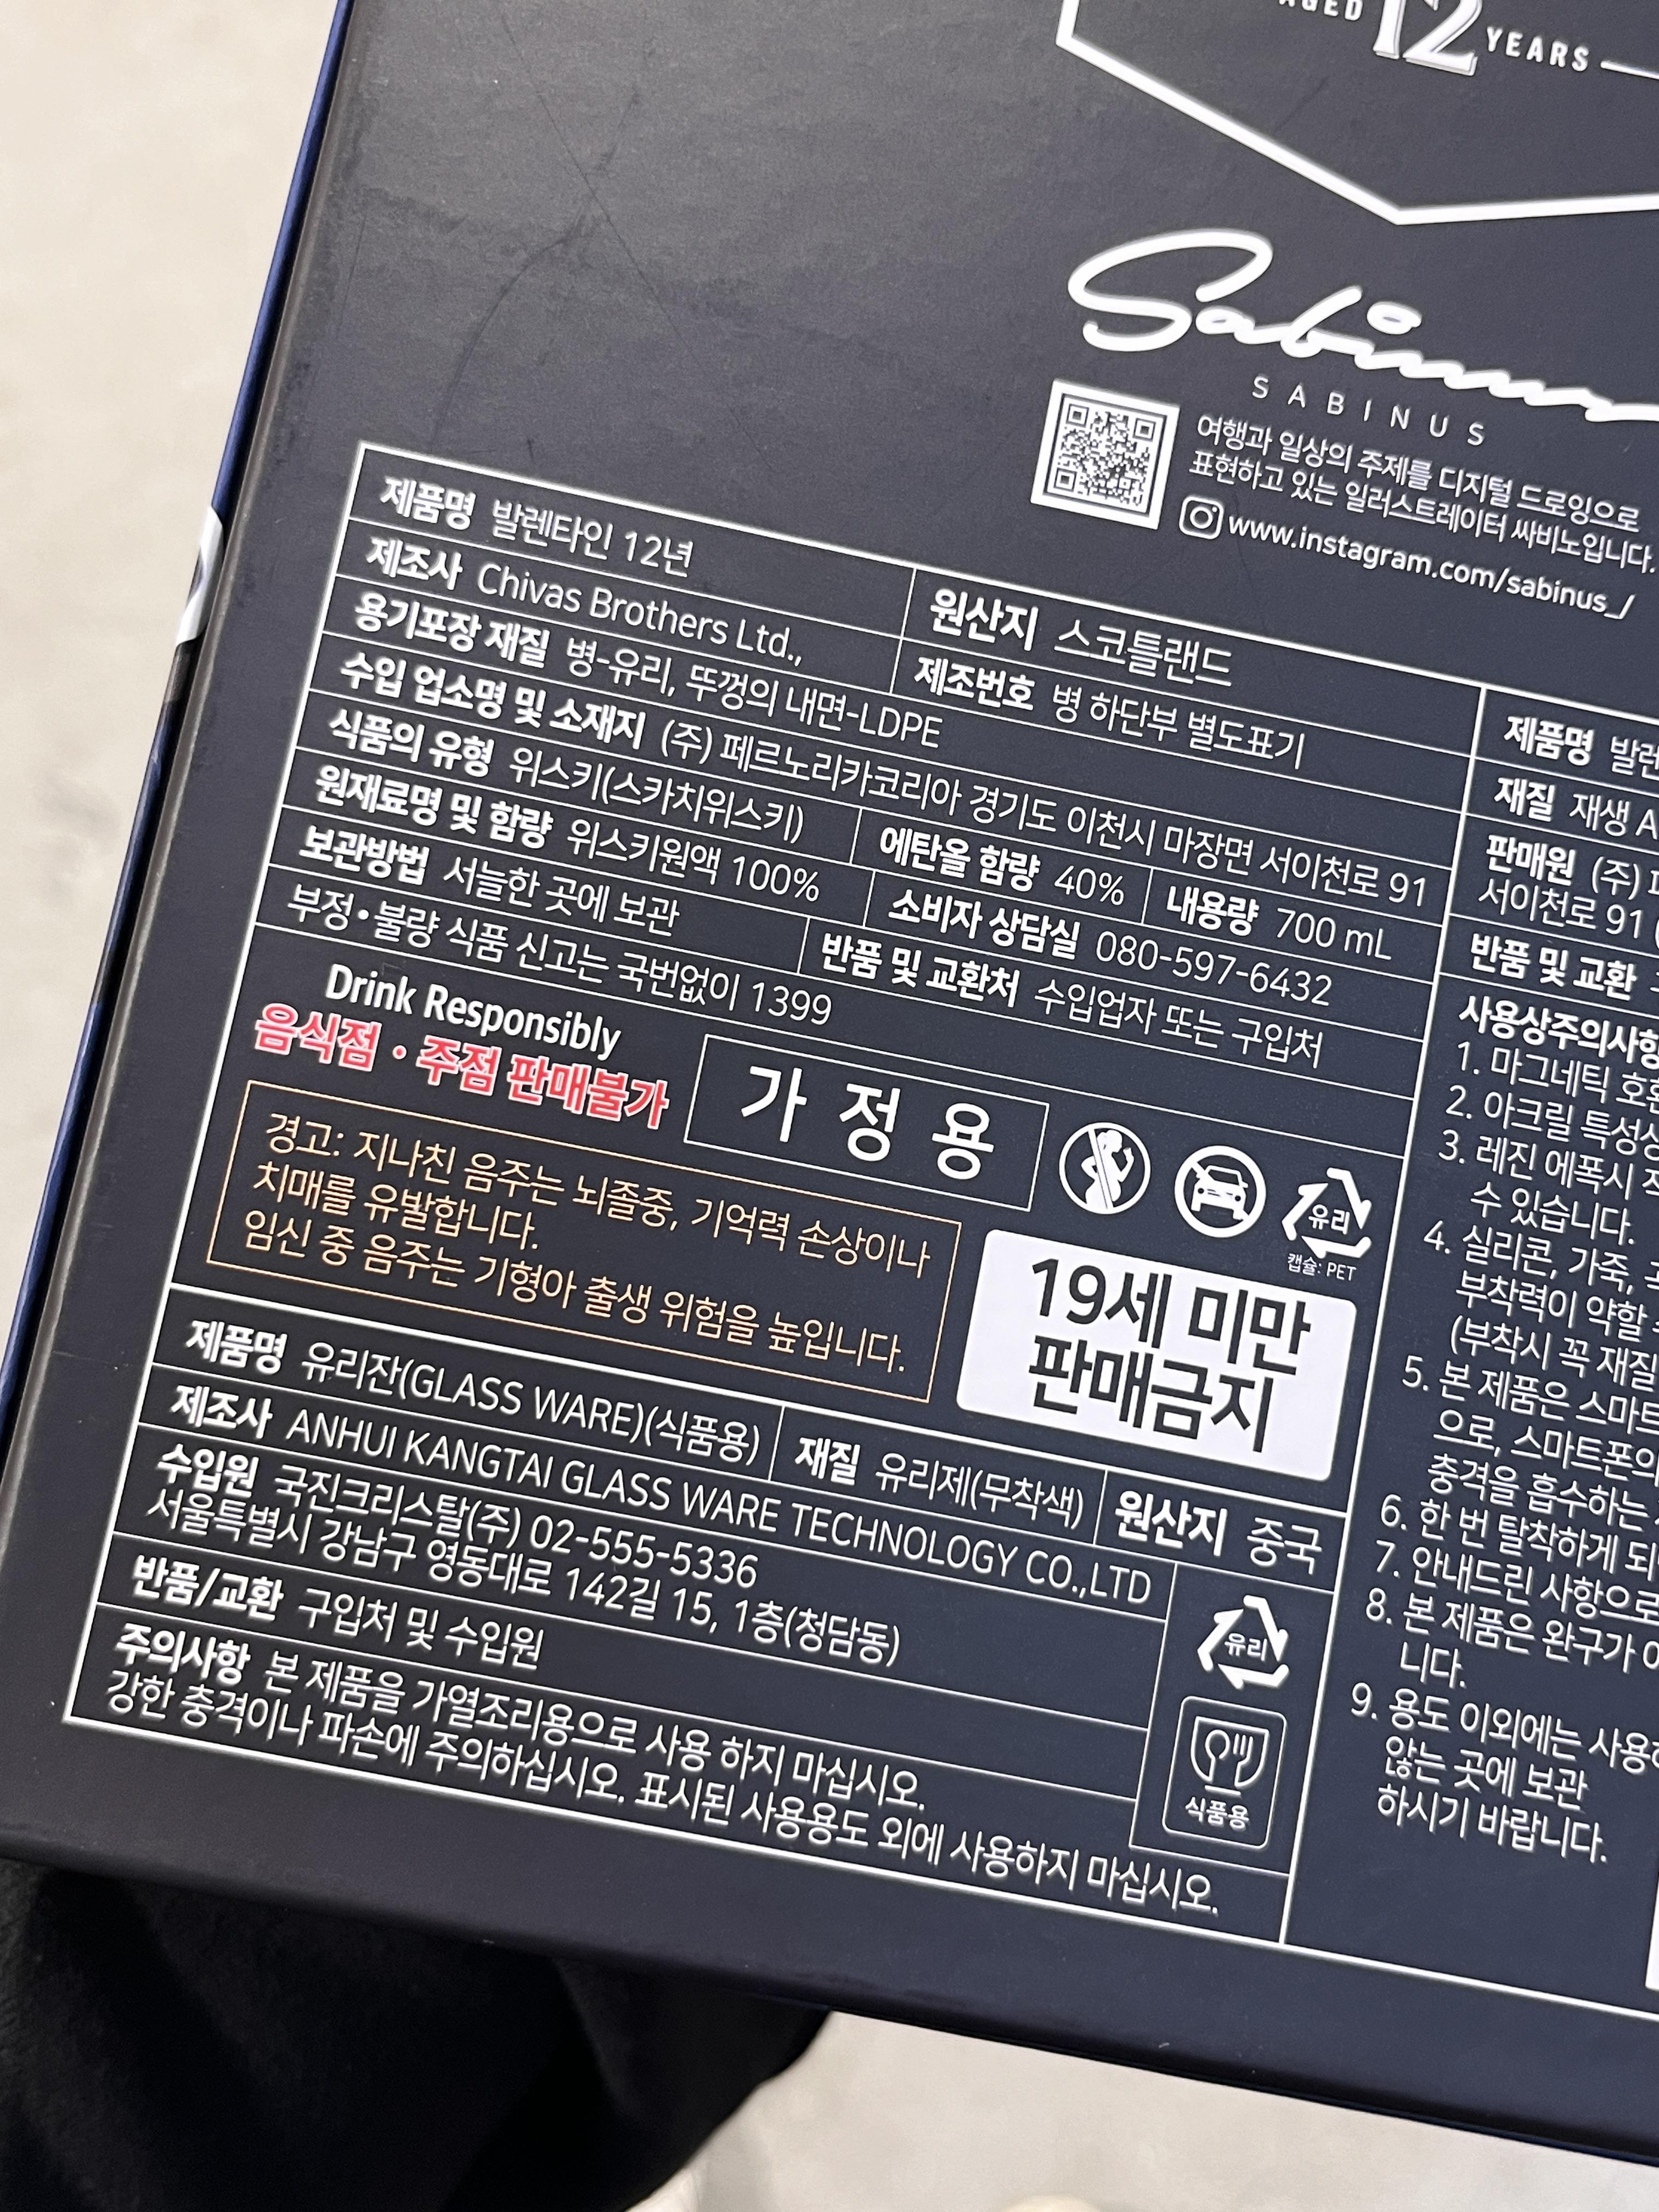 AGED 12 YEARS
Sabinus
SABINUS
여행과 일상의 주제를 디지털 드로잉으로
표현하고 있는 일러스트레이터 싸비노입니다.
www.instagram.com/sabinus_/
제품명 발렌타인 12년
원산지 스코틀랜드
제조사 Chivas Brothers Ltd.,
제조번호 병 하단부 별도표기
용기포장 재질 병-유리, 뚜껑의 내면-LDPE
수입 업소명 및 소재지 (주) 페르노리카코리아 경기도 이천시 마장면 서이천로 91
식품의 유형 위스키(스카치위스키)
에탄올 함량 40%
내용량 700 mL
원재료명 및 함량 위스키원액 100%
소비자 상담실 080-597-6432
보관방법 서늘한 곳에 보관
반품 및 교환처 수입업자 또는 구입처
부정•불량 식품 신고는 국번없이 1399
Drink Responsibly
음식점 • 주점 판매불가
가 정 용
유리
캡슐: PET
경고: 지나친 음주는 뇌졸중, 기억력 손상이나
치매를 유발합니다.
임신 중 음주는 기형아 출생 위험을 높입니다.
19세 미만
판매금지
제품명 유리잔(GLASS WARE)(식품용)
재질 유리제(무착색)
원산지 중국
제조사 ANHUI KANGTAI GLASS WARE TECHNOLOGY CO.,LTD
수입원 국진크리스탈(주) 02-555-5336
서울특별시 강남구 영동대로 142길 15, 1층(청담동)
반품/교환 구입처 및 수입원
주의사항 본 제품을 가열조리용으로 사용 하지 마십시오.
강한 충격이나 파손에 주의하십시오. 표시된 사용용도 외에 사용하지 마십시오.
유리
식품용
제품명
재질 재생
판매원 (주)
서이천로 91
반품 및 교환
사용상주의사항
1. 마그네틱
2. 아크릴 특성상
3. 레진 에폭시
수 있습니다.
4. 실리콘, 가죽,
부착력이 약할
(부착시 꼭 재질
5. 본 제품은
으로, 스마트폰의
충격을 흡수하는
6. 한 번 탈착하게
7. 안내드린 사항으로
8. 본 제품은 완구가
니다.
9. 용도 이외에는
않는 곳에 보관
하시기 바랍니다.